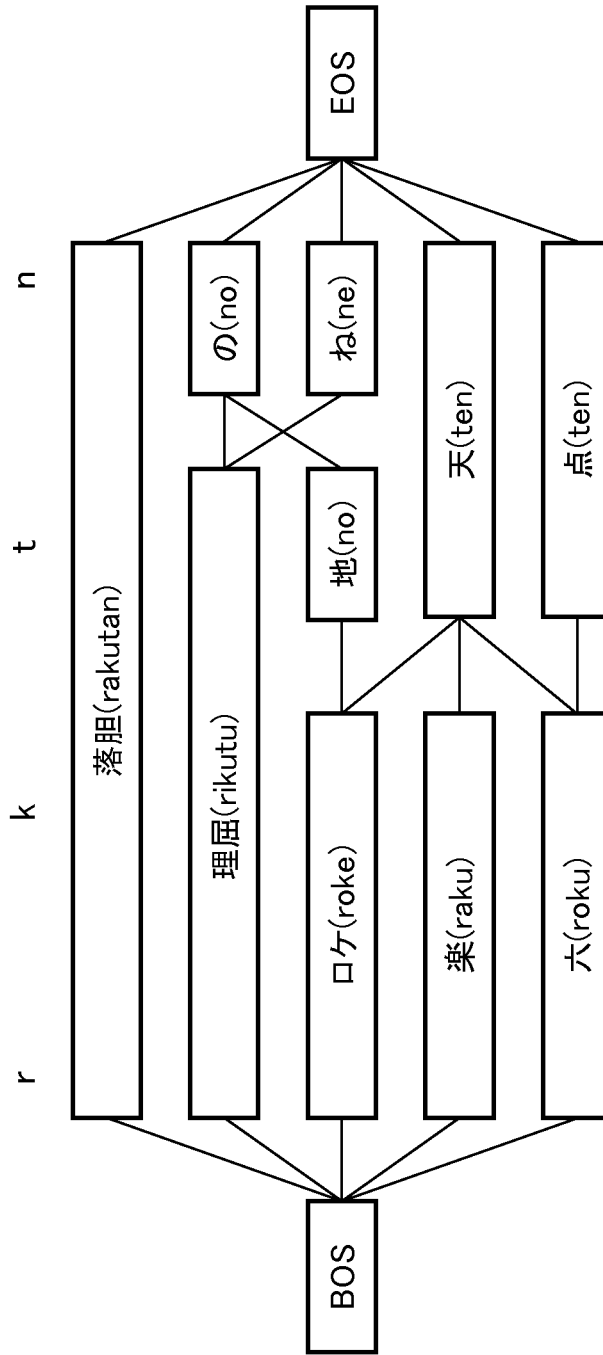 r k t n
落胆(rakutan)
理屈(rikutu) の(no)
BOS ロケ(roke) 地(no) ね(ne) EOS
楽(raku) 天(ten)
六(roku) 点(ten)